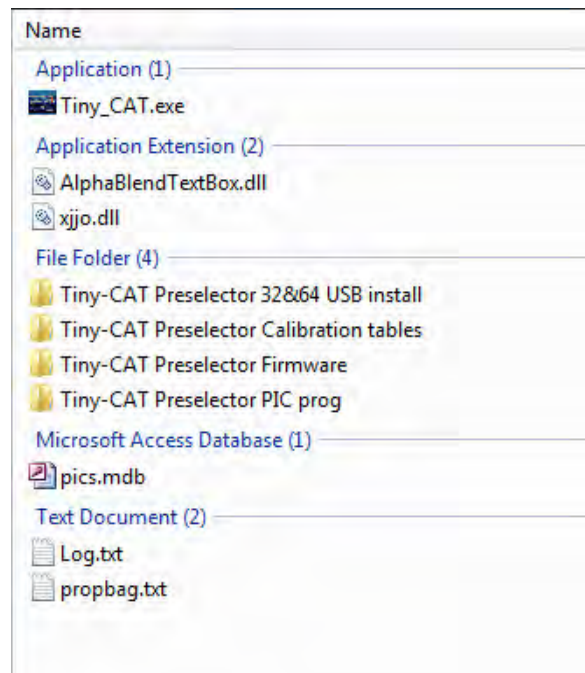 Name
Application (1)
Tiny_CAT.exe
Application Extension (2)
AlphaBlendTextBox.dll
xjjo.dll
File Folder (4)
Tiny-CAT Preselector 32&64 USB install
Tiny-CAT Preselector Calibration tables
Tiny-CAT Preselector Firmware
Tiny-CAT Preselector PIC prog
Microsoft Access Database (1)
pics.mdb
Text Document (2)
Log.txt
propbag.txt